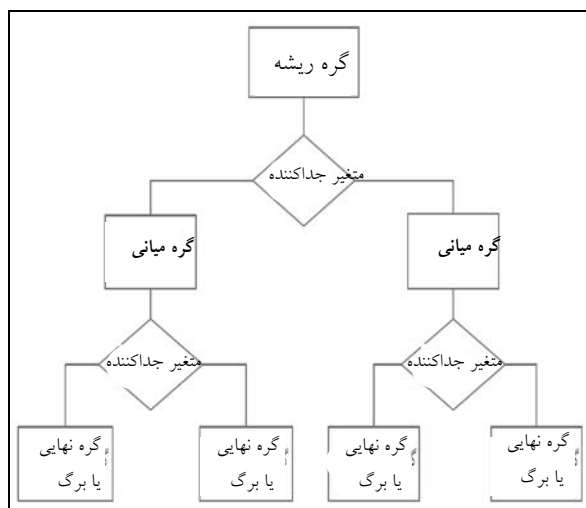 گره ریشه
متغیر جداکننده
گره میانی
گره میانی
متغیر جداکننده
متغیر جداکننده
گره نهایی
یا برگ
گره نهایی
یا برگ
گره نهایی
یا برگ
گره نهایی
یا برگ